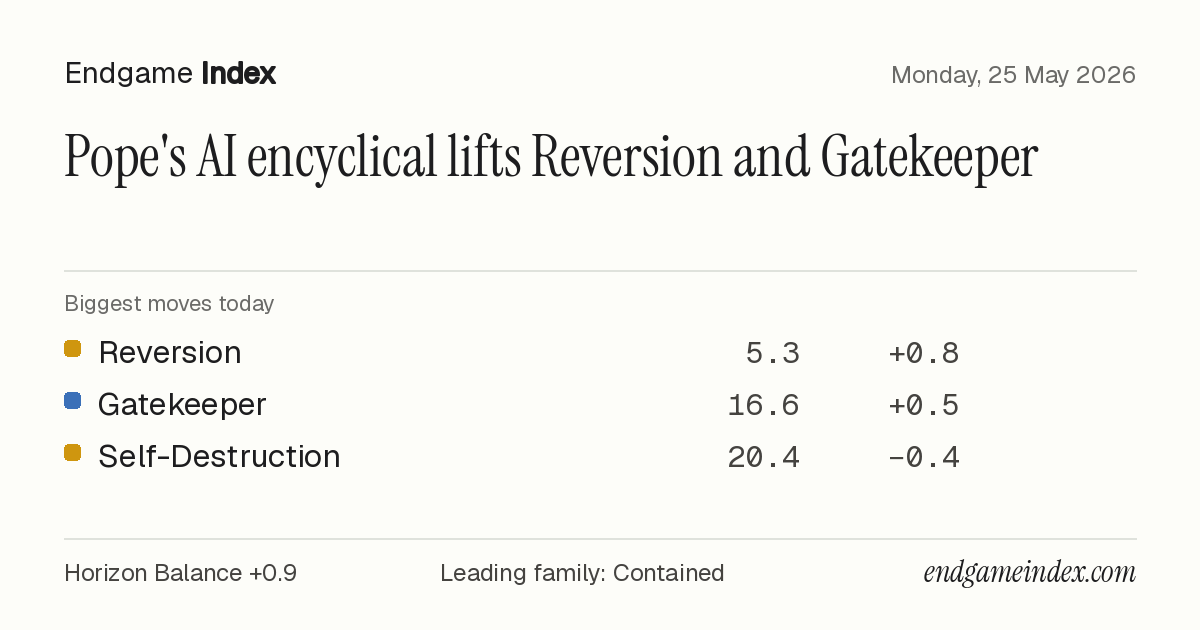 Endgame Index
Monday, 25 May 2026
Pope's AI encyclical lifts Reversion and Gatekeeper
Biggest moves today
Reversion 5.3 +0.8
Gatekeeper 16.6 +0.5
Self-Destruction 20.4 −0.4
Horizon Balance +0.9
Leading family: Contained
endgameindex.com